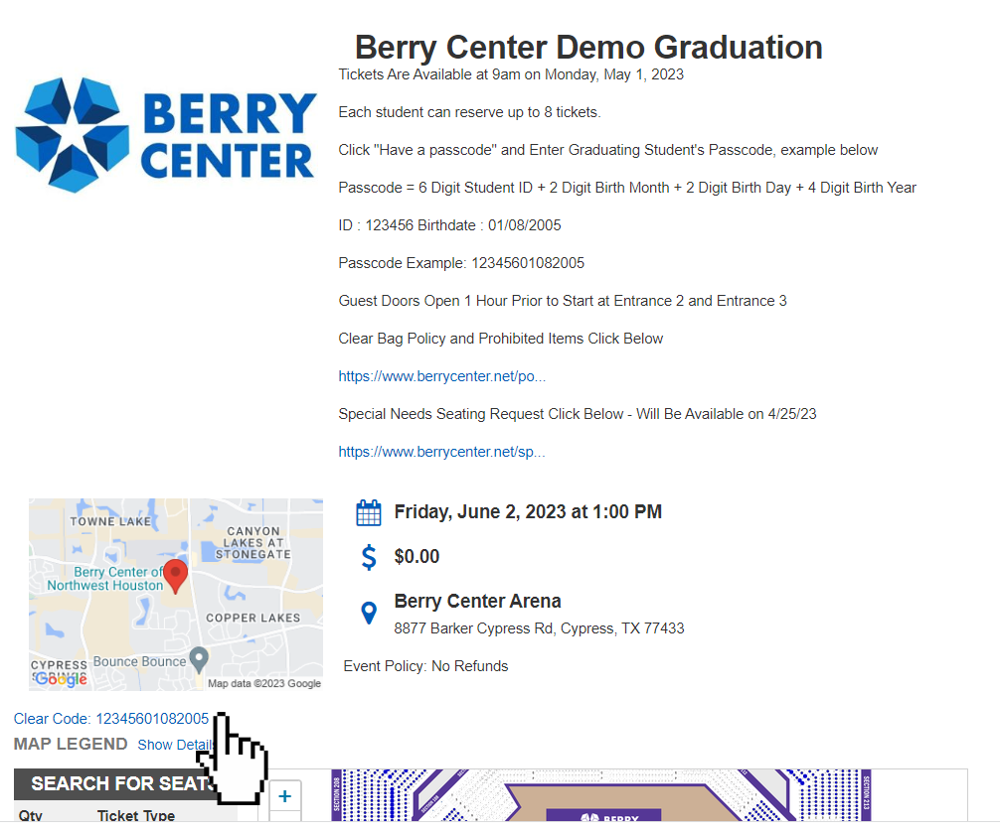 Berry Center Demo Graduation
Tickets Are Available at 9am on Monday, May 1, 2023
BERRY
CENTER
Each student can reserve up to 8 tickets.
Click "Have a passcode" and Enter Graduating Student's Passcode, example below
Passcode = 6 Digit Student ID + 2 Digit Birth Month + 2 Digit Birth Day + 4 Digit Birth Year
ID : 123456 Birthdate : 01/08/2005
Passcode Example: 12345601082005
Guest Doors Open 1 Hour Prior to Start at Entrance 2 and Entrance 3
Clear Bag Policy and Prohibited Items Click Below
https://www.berrycenter.net/po...
Special Needs Seating Request Click Below - Will Be Available on 4/25/23
https://www.berrycenter.net/sp...
TOWNE LAKE
CANYON
LAKES AT
STONEGATE
Berry Center of
Northwest Houston
COPPER LAKES
Bounce Bounce
CYPRESS
Google
Map data ©2023 Google
Friday, June 2, 2023 at 1:00 PM
$0.00
Berry Center Arena
8877 Barker Cypress Rd, Cypress, TX 77433
Event Policy: No Refunds
Clear Code: 12345601082005
MAP LEGEND Show Details
SEARCH FOR SEATS
Qty Ticket Type
+
SECTION 213
BERRY